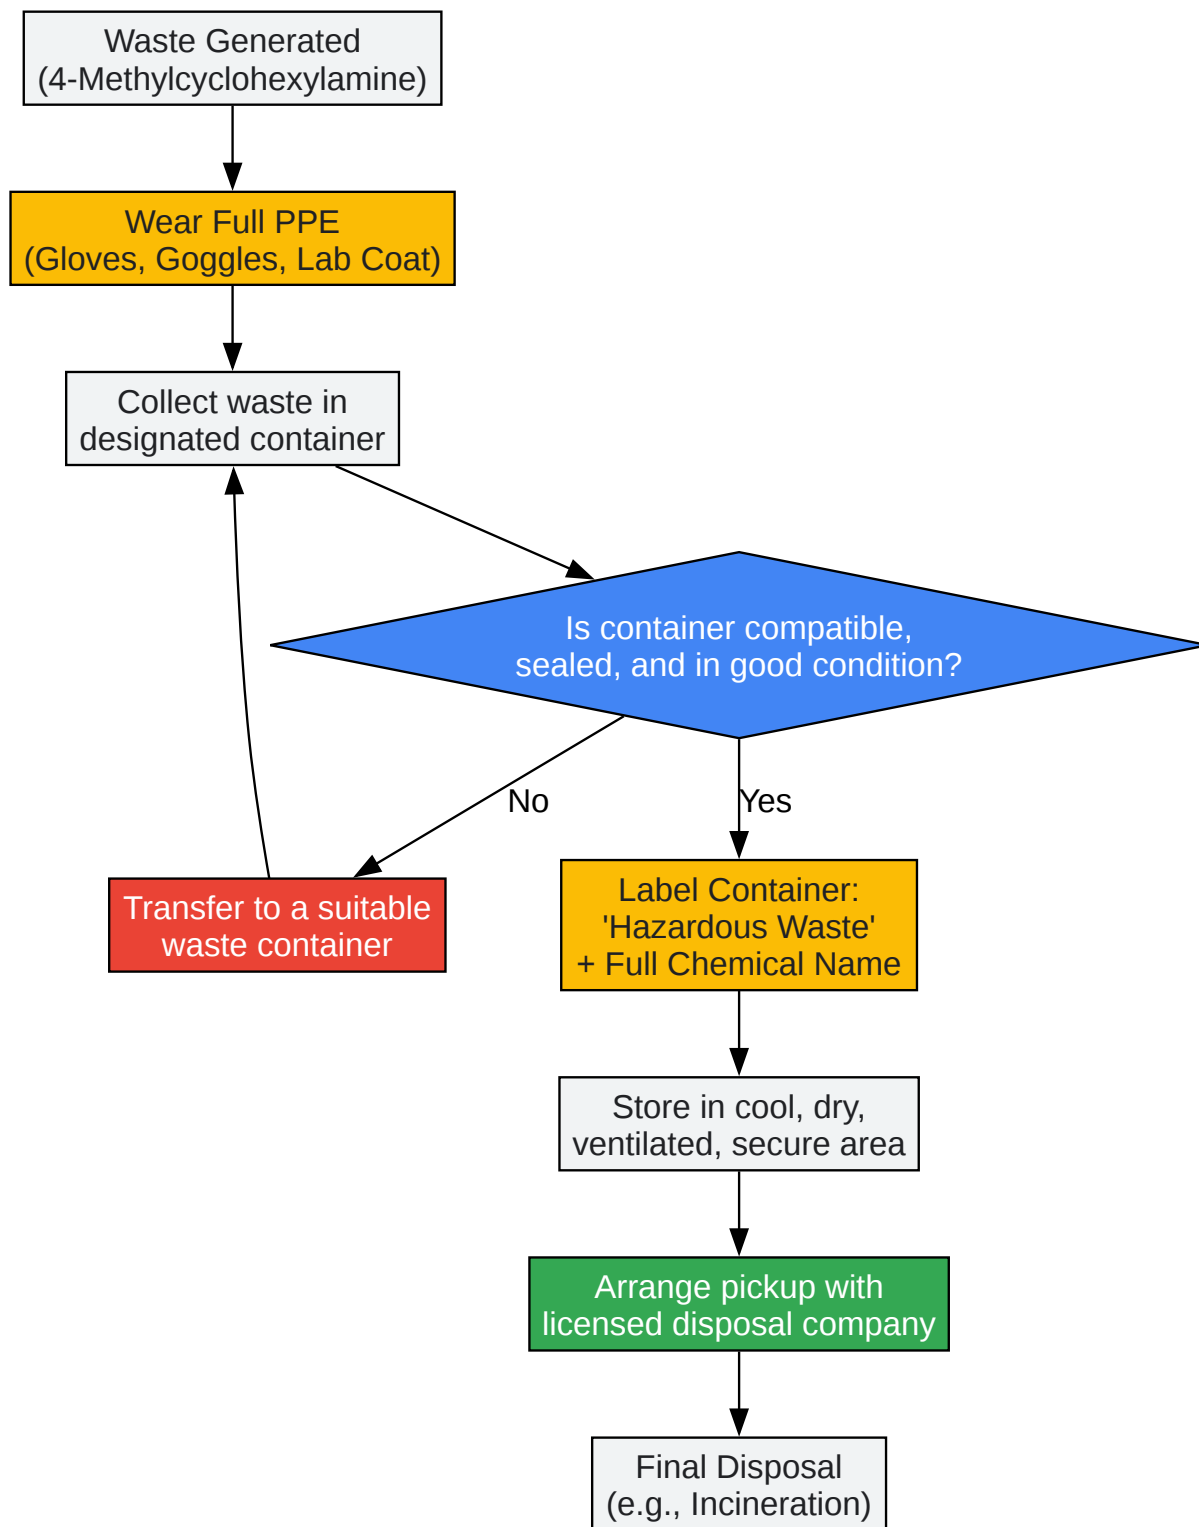 Waste Generated
(4-Methylcyclohexylamine)
Wear Full PPE
(Gloves, Goggles, Lab Coat)
Collect waste in
designated container
Is container compatible,
sealed, and in good condition?
No
Yes
Transfer to a suitable
waste container
Label Container:
'Hazardous Waste'
+ Full Chemical Name
Store in cool, dry,
ventilated, secure area
Arrange pickup with
licensed disposal company
Final Disposal
(e.g., Incineration)